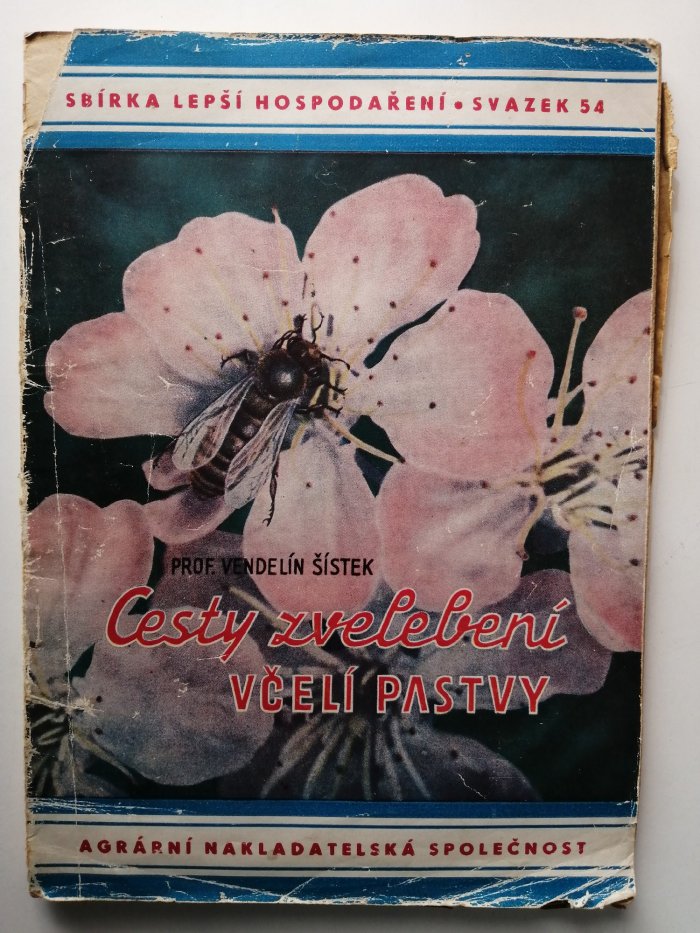 SBÍRKA LEPŠÍ HOSPODAŘENÍ • SVAZEK 54
PROF. VENDELÍN ŠÍSTEK
Cesty zvelebení
VČELÍ PASTVY
AGRÁRNÍ NAKLADATELSKÁ SPOLEČNOST